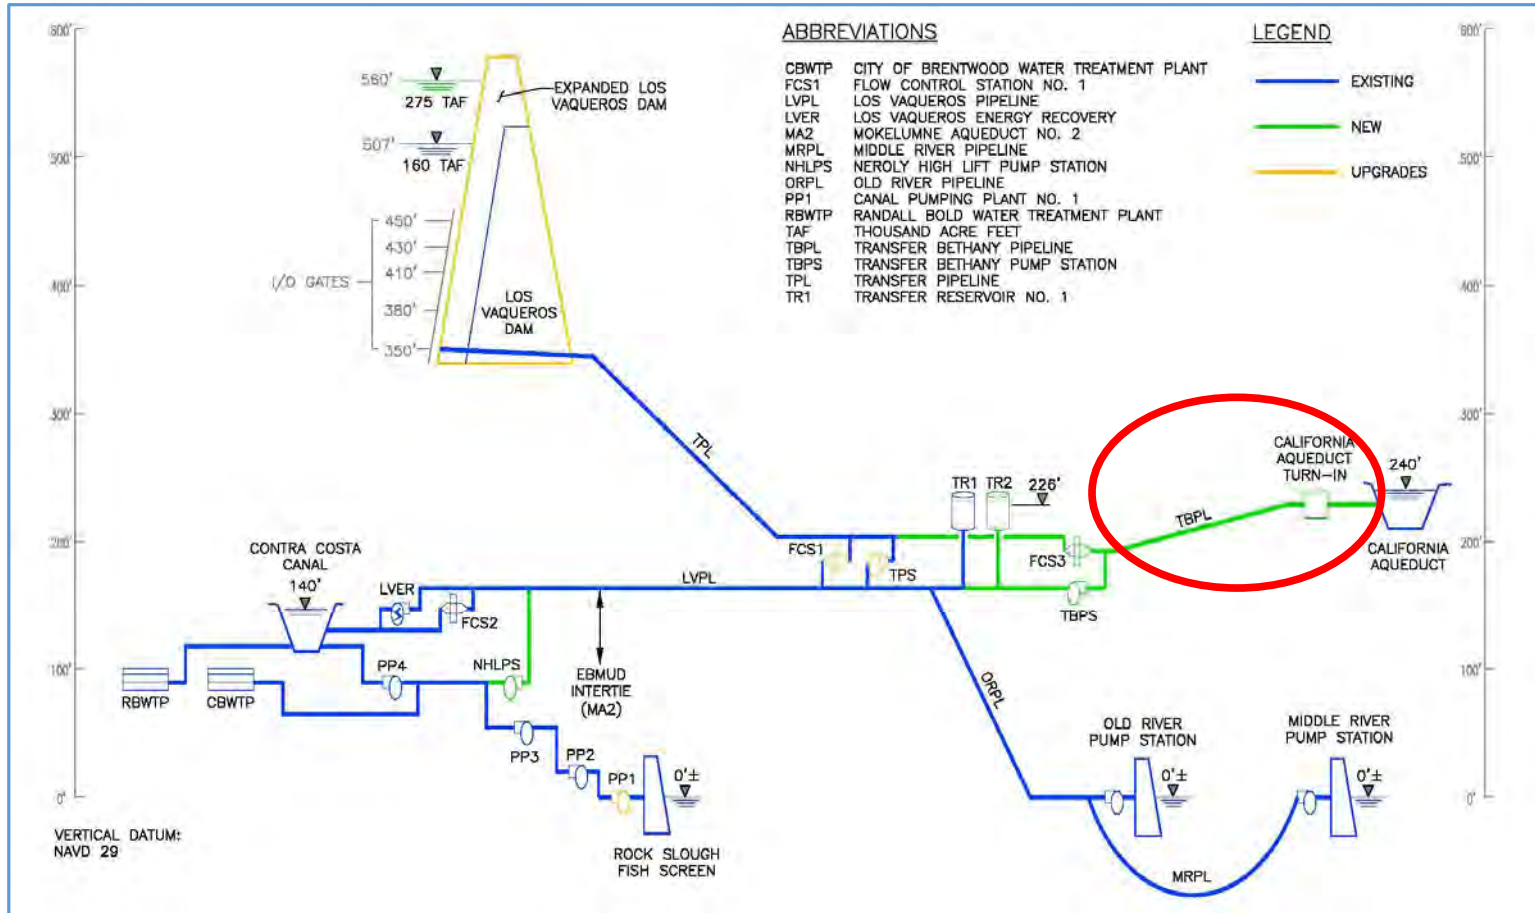 600'
500'
400'
300'
200'
100'
0'
560'
275 TAF
507'
160 TAF
EXPANDED LOS
VAQUEROS DAM
450'
430'
410'
I/O GATES
380'
350'
LOS
VAQUEROS
DAM
ABBREVIATIONS
CBWTP CITY OF BRENTWOOD WATER TREATMENT PLANT
FCS1 FLOW CONTROL STATION NO. 1
LVPL LOS VAQUEROS PIPELINE
LVER LOS VAQUEROS ENERGY RECOVERY
MA2 MOKELUMNE AQUEDUCT NO. 2
MRPL MIDDLE RIVER PIPELINE
NHLPS NEROLY HIGH LIFT PUMP STATION
ORPL OLD RIVER PIPELINE
PP1 CANAL PUMPING PLANT NO. 1
RBWTP RANDALL BOLD WATER TREATMENT PLANT
TAF THOUSAND ACRE FEET
TBPL TRANSFER BETHANY PIPELINE
TBPS TRANSFER BETHANY PUMP STATION
TPL TRANSFER PIPELINE
TR1 TRANSFER RESERVOIR NO. 1
LEGEND
EXISTING
NEW
UPGRADES
600'
500'
400'
300'
200'
100'
0'
TPL
TR1
TR2
226'
CALIFORNIA
AQUEDUCT
TURN-IN
240'
TBPL
CALIFORNIA
AQUEDUCT
FCS1
TPS
FCS3
TBPS
CONTRA COSTA
CANAL
140'
LVER
FCS2
LVPL
RBWTP
CBWTP
PP4
NHLPS
EBMUD
INTERTIE
(MA2)
ORPL
PP3
PP2
PP1
0'±
ROCK SLOUGH
FISH SCREEN
OLD RIVER
PUMP STATION
0'±
MIDDLE RIVER
PUMP STATION
0'±
MRPL
VERTICAL DATUM:
NAVD 29